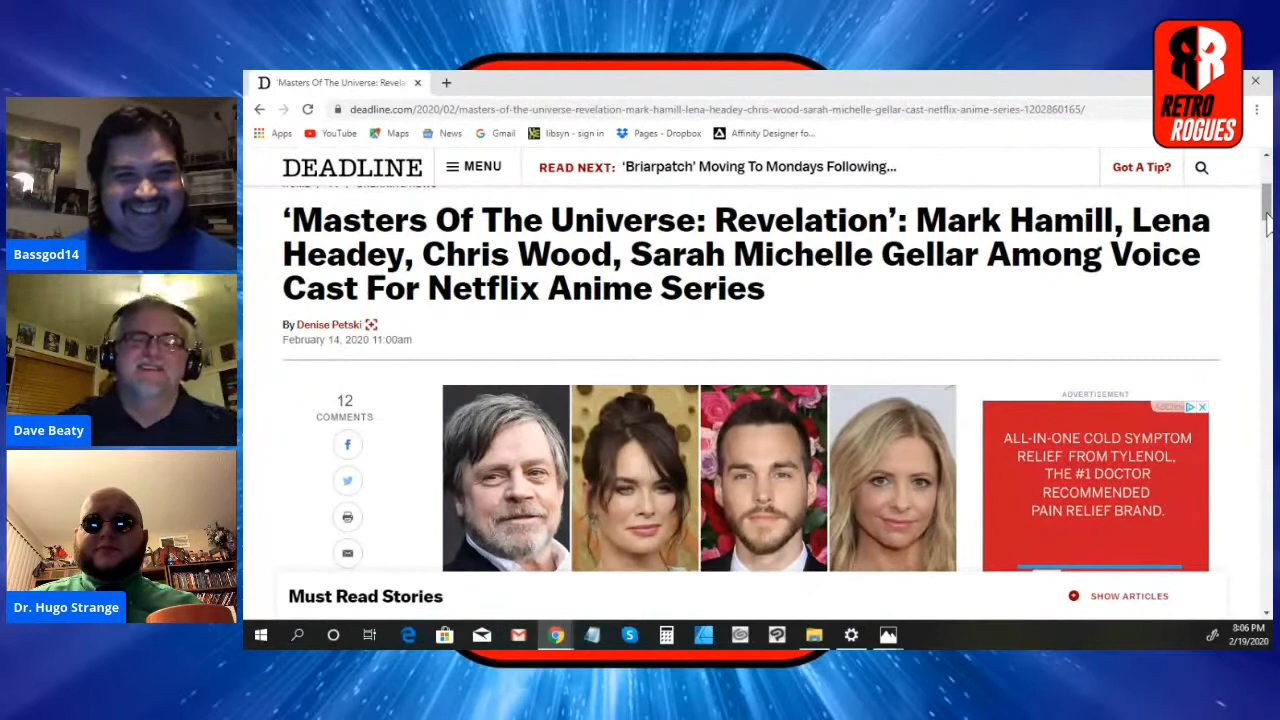 RETRO
ROGUES
'Masters Of The Universe: Revela
deadline.com/2020/02/masters-of-the-universe-revelation-mark-hamill-lena-headey-chris-wood-sarah-michelle-gellar-cast-netflix-anime-series-1202860165/
Apps YouTube Maps News Gmail libsyn - sign in Pages - Dropbox Affinity Designer fo...
DEADLINE MENU READ NEXT: 'Briarpatch' Moving To Mondays Following... Got A Tip?
‘Masters Of The Universe: Revelation’: Mark Hamill, Lena
Headey, Chris Wood, Sarah Michelle Gellar Among Voice
Cast For Netflix Anime Series
By Denise Petski
February 14, 2020 11:00am
12
COMMENTS
ADVERTISEMENT
ALL-IN-ONE COLD SYMPTOM
RELIEF FROM TYLENOL,
THE #1 DOCTOR
RECOMMENDED
PAIN RELIEF BRAND.
Must Read Stories SHOW ARTICLES
8:06 PM
2/19/2020
Bassgod14
Dave Beaty
Dr. Hugo Strange